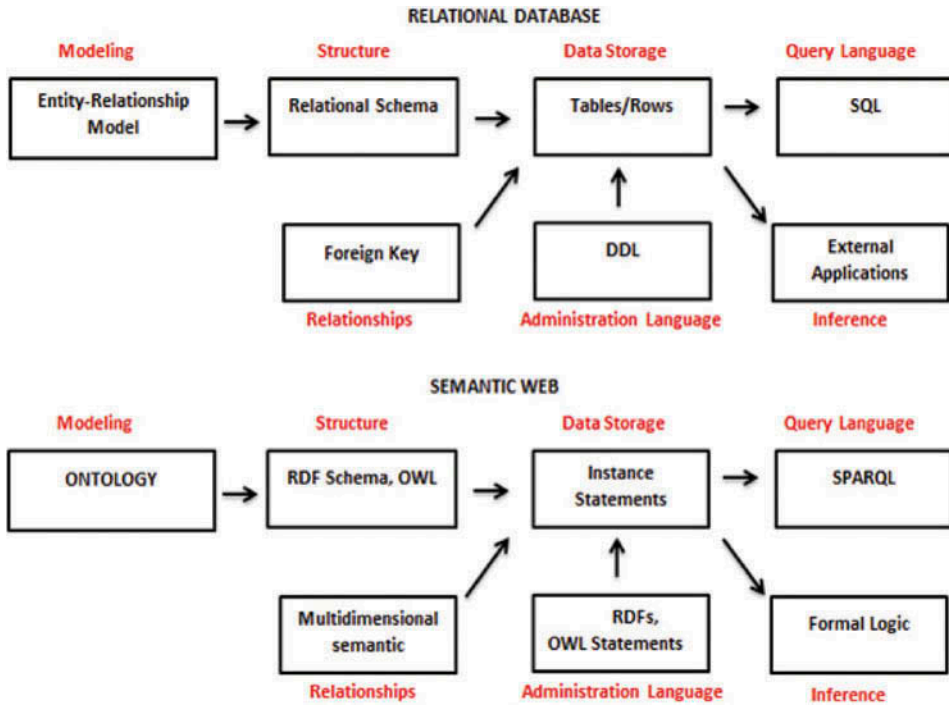 RELATIONAL DATABASE
Modeling
Structure
Data Storage
Query Language
Entity-Relationship
Model
Relational Schema
Tables/Rows
SQL
Foreign Key
DDL
External
Applications
Relationships
Administration Language
Inference
SEMANTIC WEB
Modeling
Structure
Data Storage
Query Language
ONTOLOGY
RDF Schema, OWL
Instance
Statements
SPARQL
Multidimensional
semantic
RDFs,
OWL Statements
Formal Logic
Relationships
Administration Language
Inference